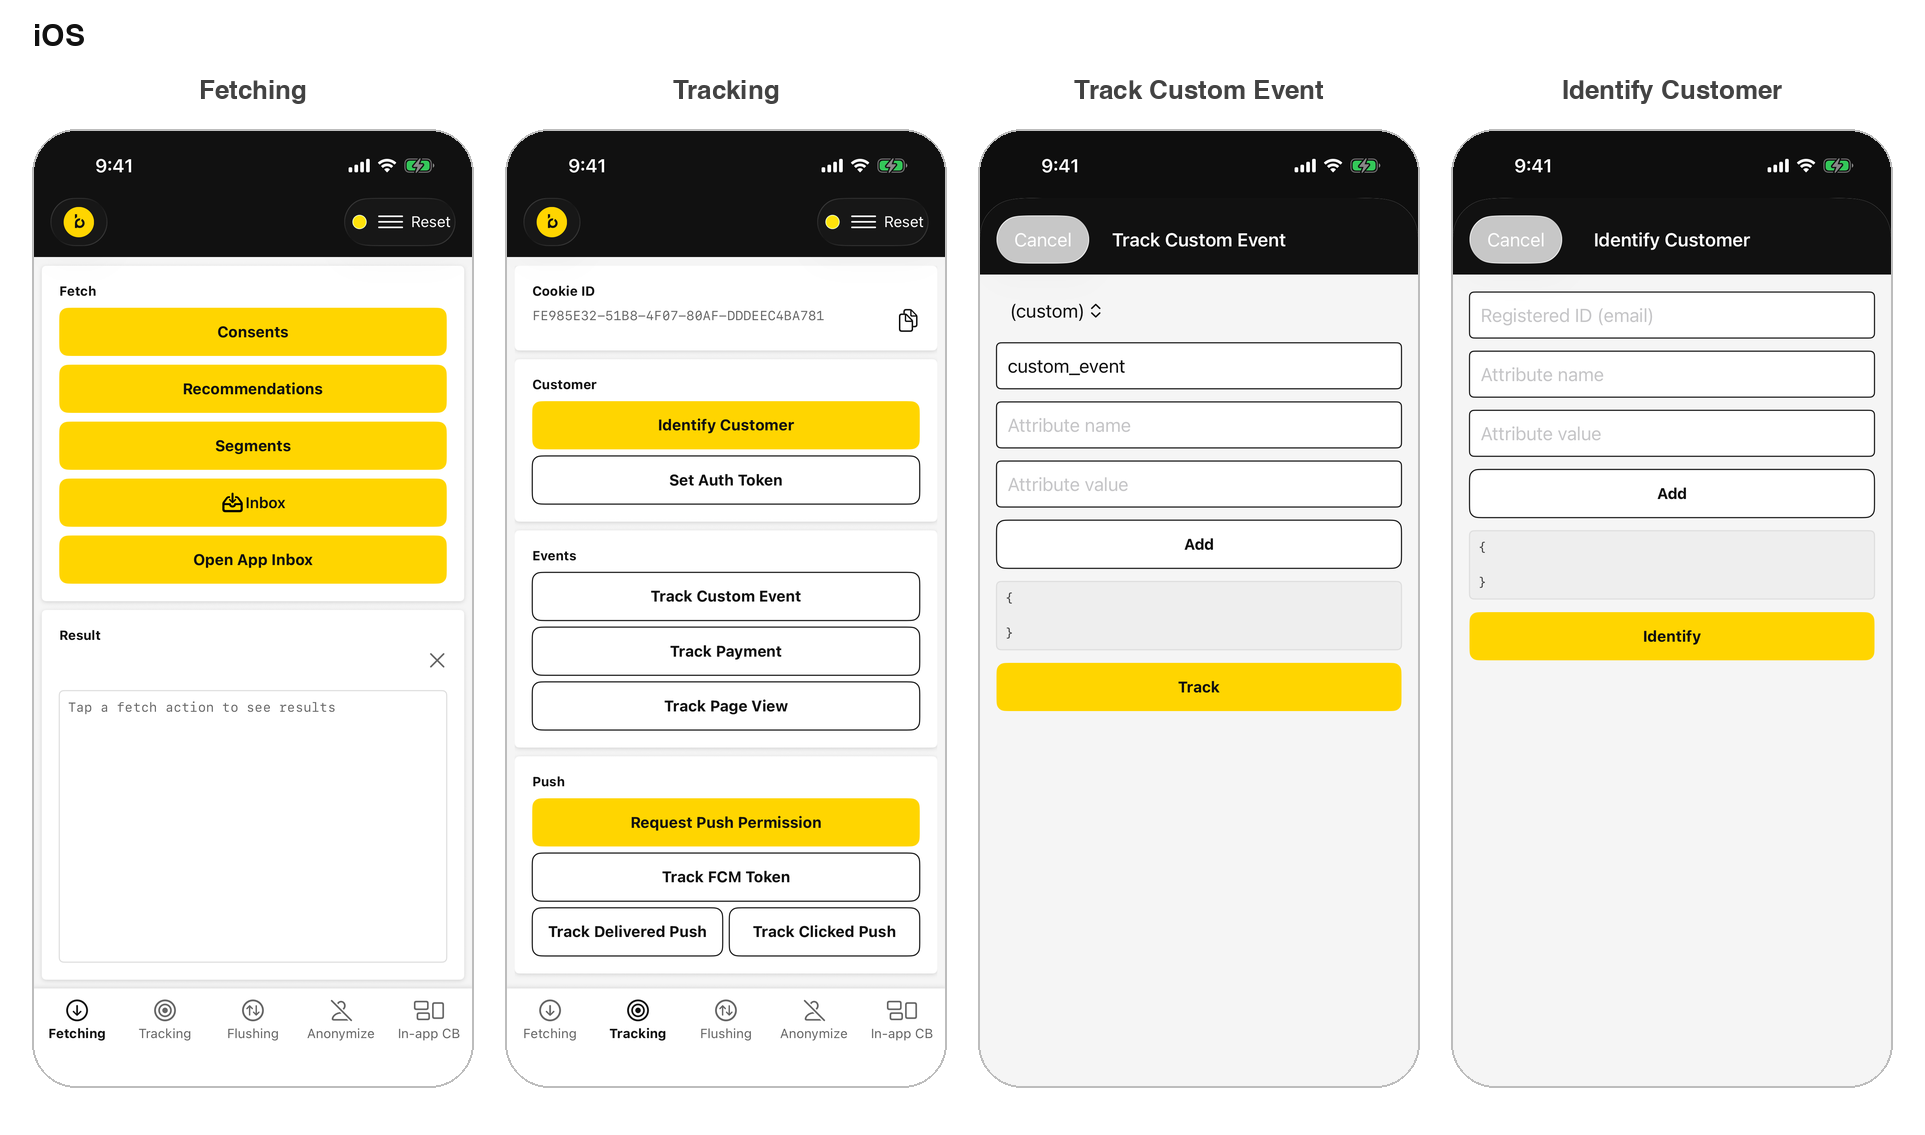 iOS
Fetching
9:41
Reset
Fetch
Consents
Recommendations
Segments
Inbox
Open App Inbox
Result
Tap a fetch action to see results
Fetching Tracking Flushing Anonymize In-app CB
Tracking
9:41
Reset
Cookie ID
FE985E32-51B8-4F07-80AF-DDDEEC4BA781
Customer
Identify Customer
Set Auth Token
Events
Track Custom Event
Track Payment
Track Page View
Push
Request Push Permission
Track FCM Token
Track Delivered Push Track Clicked Push
Fetching Tracking Flushing Anonymize In-app CB
Track Custom Event
9:41
Cancel Track Custom Event
(custom)
custom_event
Attribute name
Attribute value
Add
{
}
Track
Identify Customer
9:41
Cancel Identify Customer
Registered ID (email)
Attribute name
Attribute value
Add
{
}
Identify